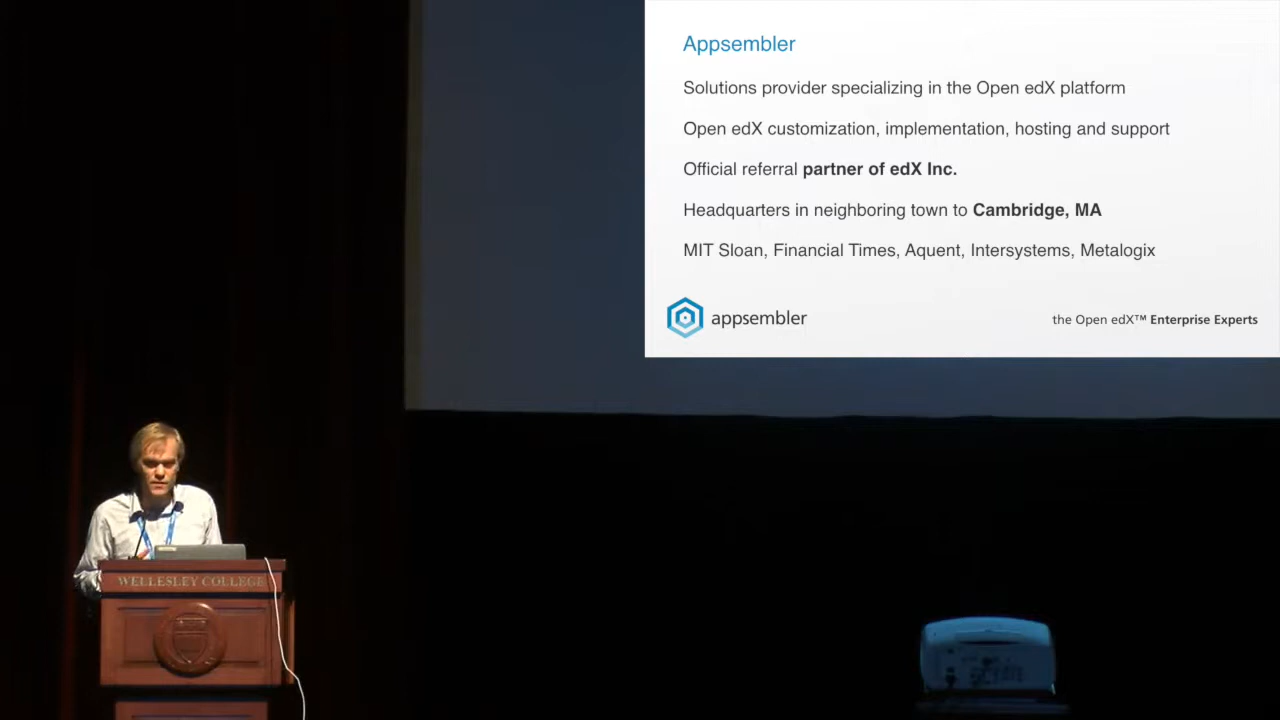 Appsembler
Solutions provider specializing in the Open edX platform
Open edX customization, implementation, hosting and support
Official referral partner of edX Inc.
Headquarters in neighboring town to Cambridge, MA
MIT Sloan, Financial Times, Aquent, Intersystems, Metalogix
appsembler
the Open edX™ Enterprise Experts
WELLESLEY COLLEGE